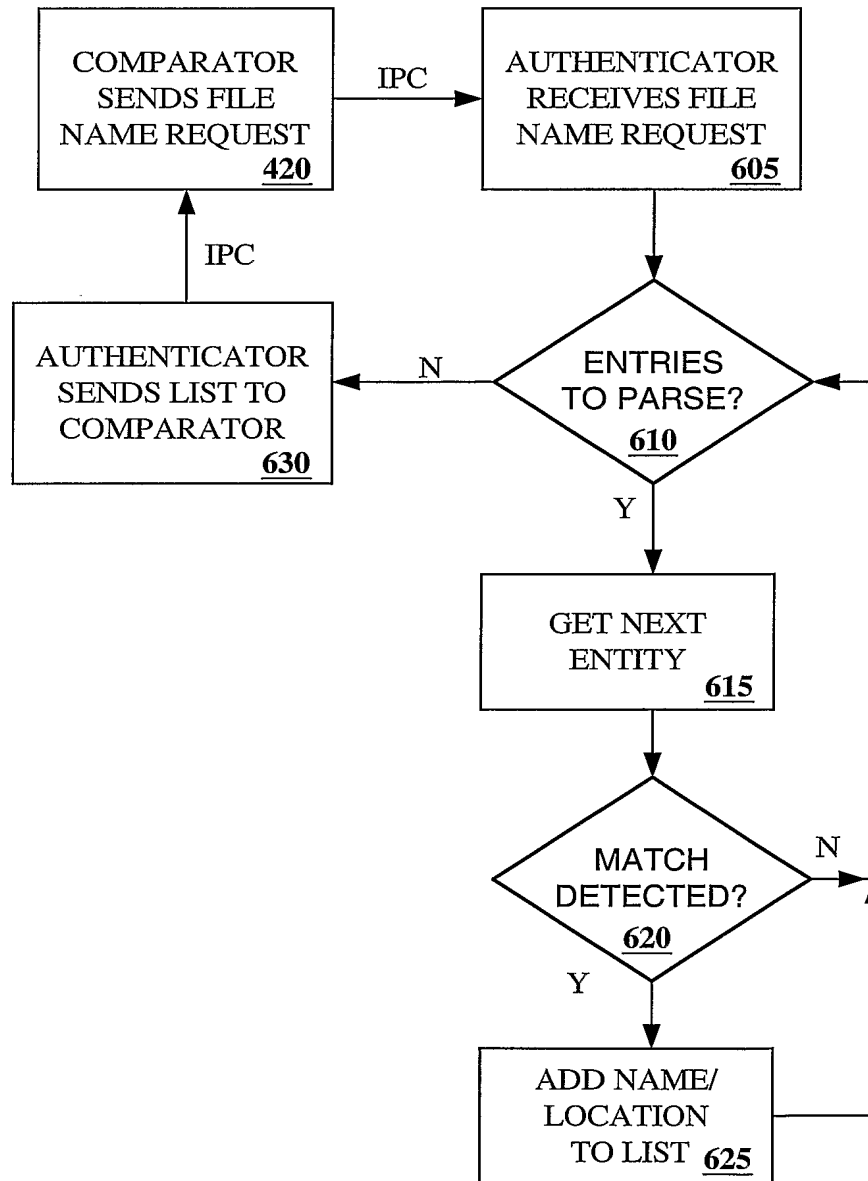 COMPARATOR
SENDS FILE
NAME REQUEST
420
IPC
AUTHENTICATOR
RECEIVES FILE
NAME REQUEST
605
IPC
AUTHENTICATOR
SENDS LIST TO
COMPARATOR
630
N
ENTRIES
TO PARSE?
610
Y
GET NEXT
ENTITY
615
MATCH
DETECTED?
620
N
Y
ADD NAME/
LOCATION
TO LIST
625